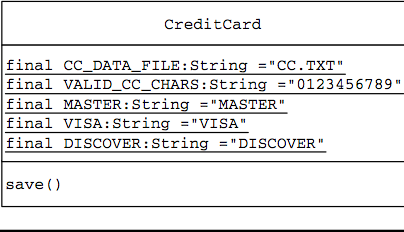 CreditCard
final CC_DATA_FILE:String ="CC.TXT"
final VALID_CC_CHARS:String ="0123456789"
final MASTER:String ="MASTER"
final VISA:String ="VISA"
final DISCOVER:String ="DISCOVER"
save()